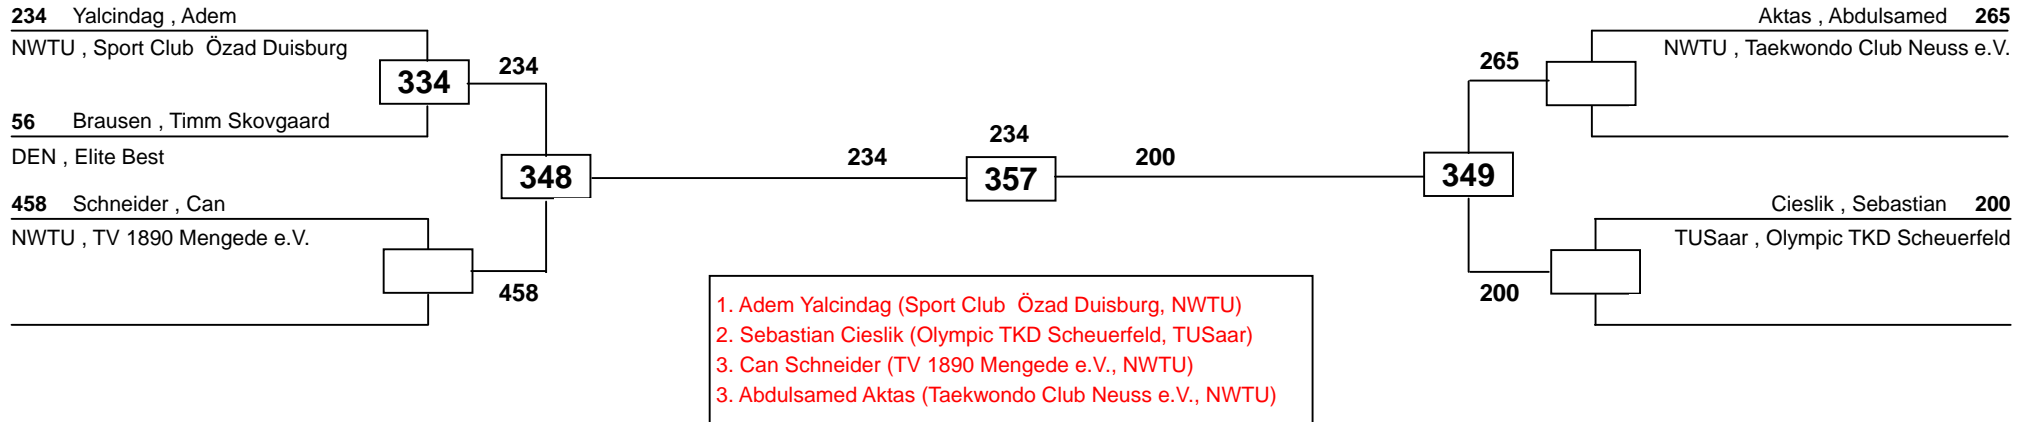 234 Yalcindag , Adem
NWTU , Sport Club Özad Duisburg
334
234
56 Brausen , Timm Skovgaard
DEN , Elite Best
348
458 Schneider , Can
NWTU , TV 1890 Mengede e.V.
458
234
234
357
200
Aktas , Abdulsamed 265
NWTU , Taekwondo Club Neuss e.V.
265
349
Cieslik , Sebastian 200
TUSaar , Olympic TKD Scheuerfeld
200
1. Adem Yalcindag (Sport Club Özad Duisburg, NWTU)
2. Sebastian Cieslik (Olympic TKD Scheuerfeld, TUSaar)
3. Can Schneider (TV 1890 Mengede e.V., NWTU)
3. Abdulsamed Aktas (Taekwondo Club Neuss e.V., NWTU)